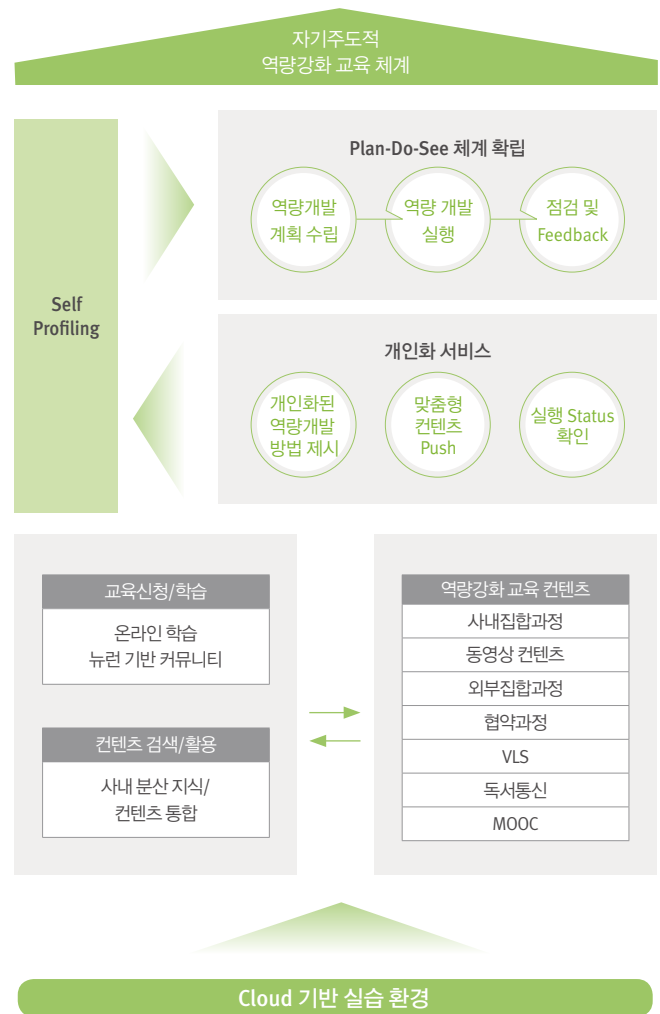 자기주도적
역량강화 교육 체계
Self
Profiling
Plan-Do-See 체계 확립
역량개발
계획 수립
역량 개발
실행
점검 및
Feedback
개인화 서비스
개인화된
역량개발
방법 제시
맞춤형
컨텐츠
Push
실행 Status
확인
교육신청/학습
온라인 학습
뉴런 기반 커뮤니티
컨텐츠 검색/활용
사내 분산 지식/
컨텐츠 통합
역량강화 교육 컨텐츠
사내집합과정
동영상 컨텐츠
외부집합과정
협약과정
VLS
독서통신
MOOC
Cloud 기반 실습 환경